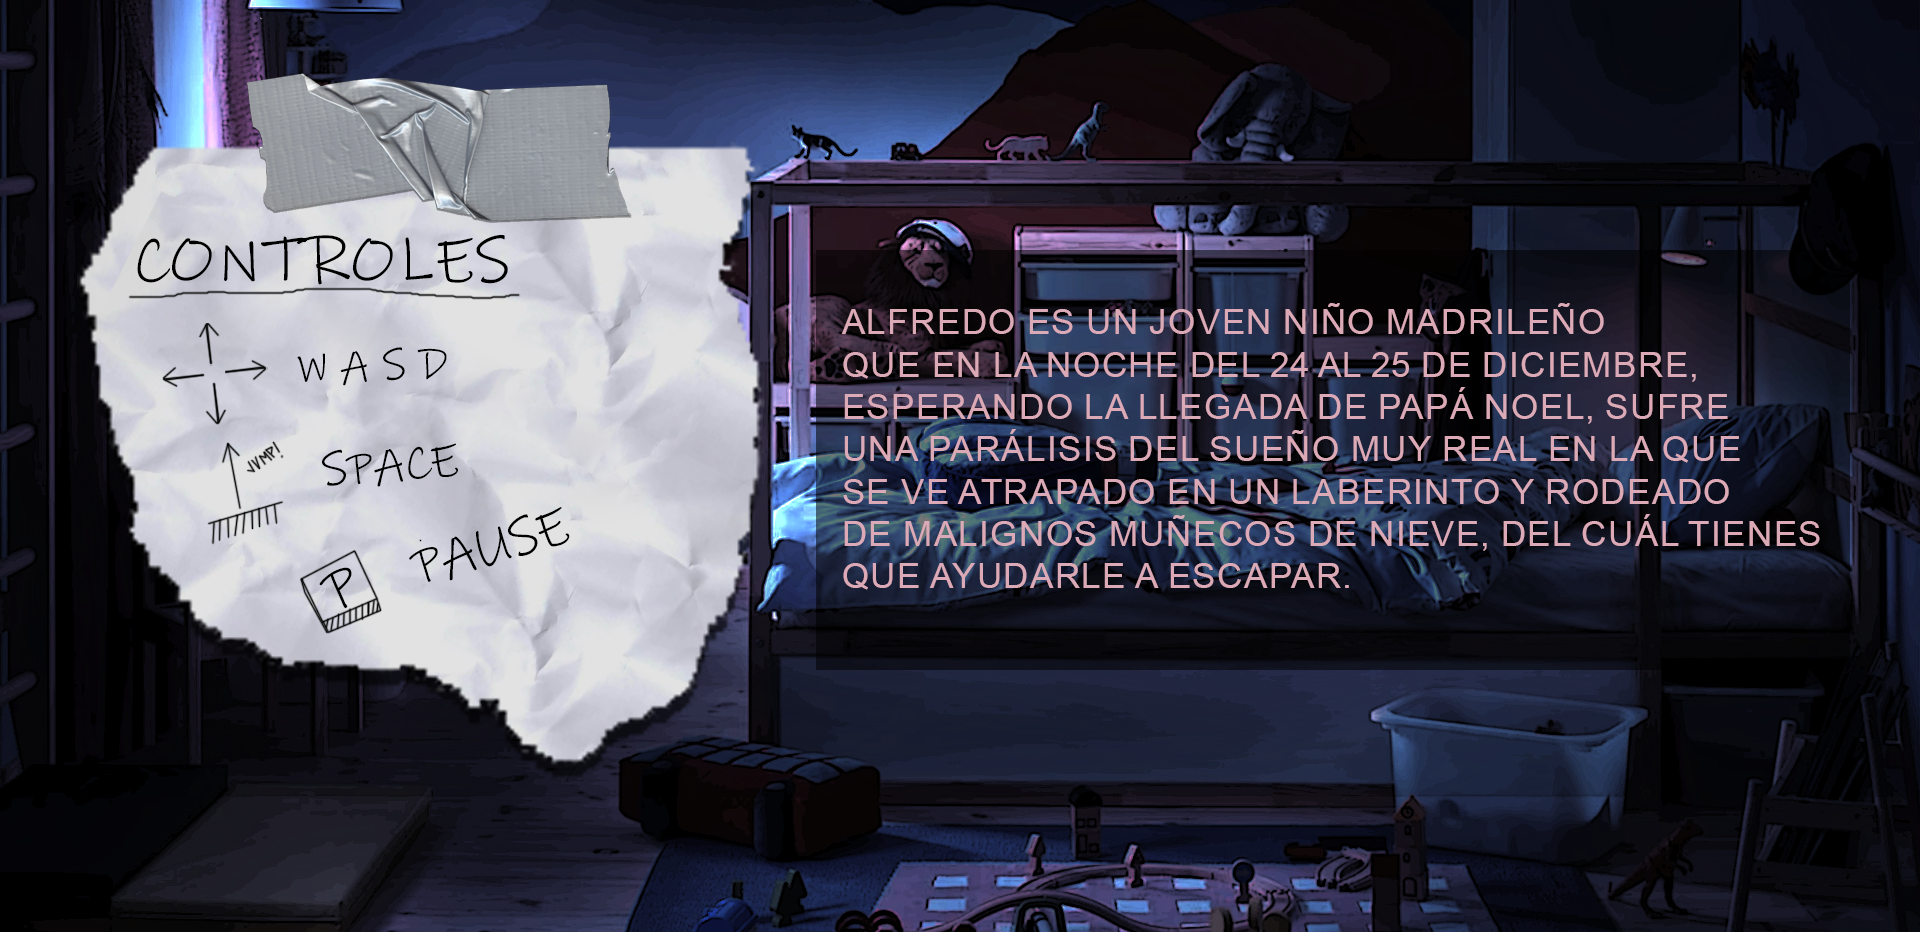 CONTROLES
WASD
JUMP!
SPACE
P PAUSE
ALFREDO ES UN JOVEN NIÑO MADRILEÑO
QUE EN LA NOCHE DEL 24 AL 25 DE DICIEMBRE,
ESPERANDO LA LLEGADA DE PAPÁ NOEL, SUFRE
UNA PARÁLISIS DEL SUEÑO MUY REAL EN LA QUE
SE VE ATRAPADO EN UN LABERINTO Y RODEADO
DE MALIGNOS MUÑECOS DE NIEVE, DEL CUÁL TIENES
QUE AYUDARLE A ESCAPAR.